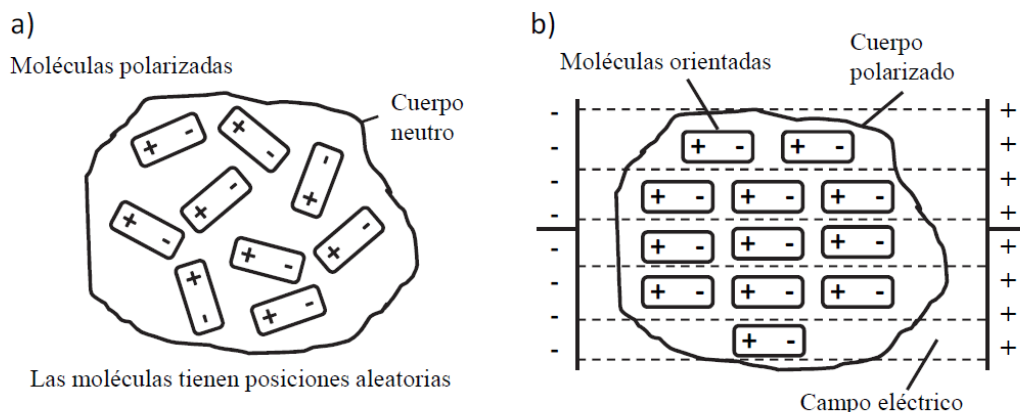 a)
Moléculas polarizadas
Cuerpo
neutro
+ -
+ -
- +
+ -
+ -
+ -
+ -
+ -
+ -
Las moléculas tienen posiciones aleatorias
b)
Moléculas orientadas
Cuerpo
polarizado
- +
- + - + - +
- + - + - + - +
- +
- + - + - + - +
- + - + - + - +
- +
- + - +
Campo eléctrico